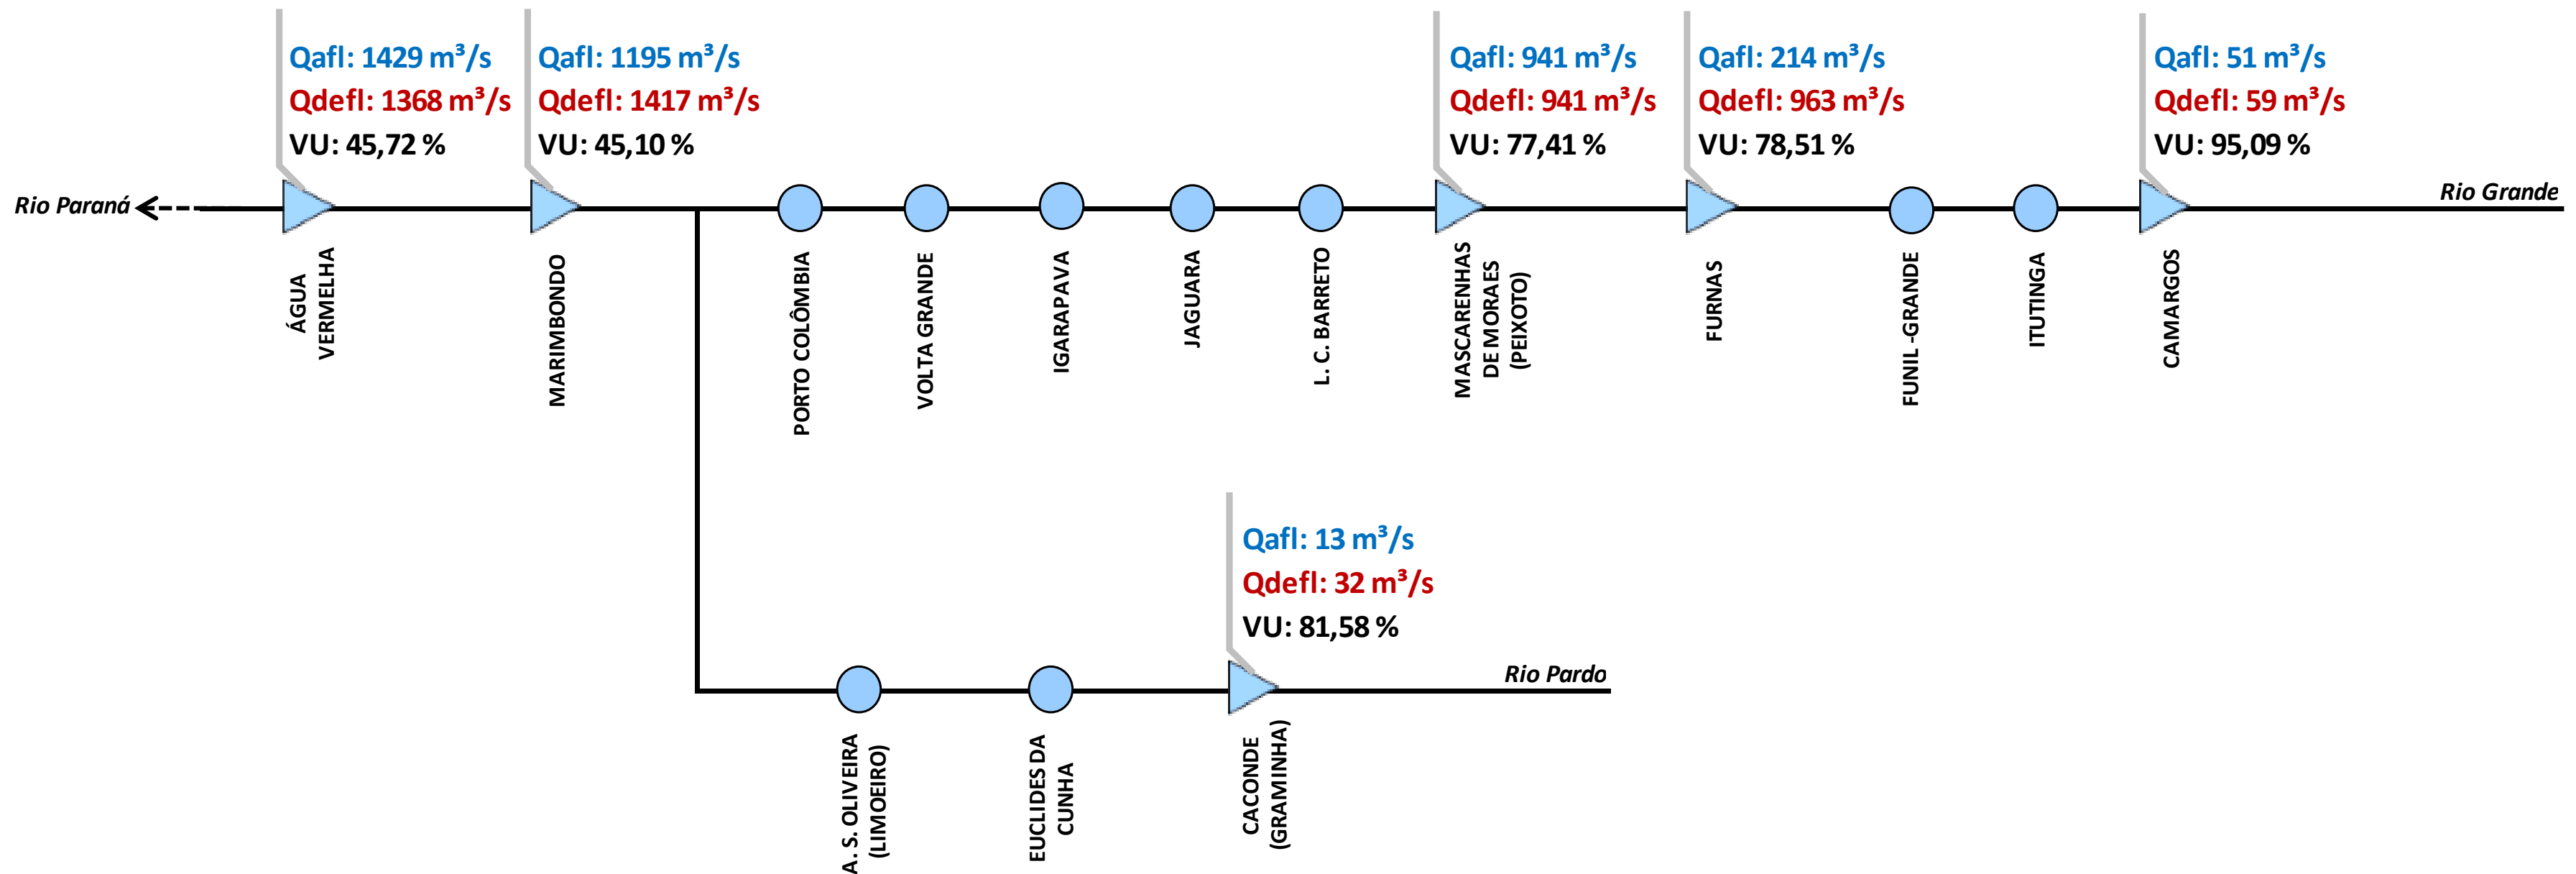 Qafl: 1429 m³/s
Qdefl: 1368 m³/s
VU: 45,72 %
Qafl: 1195 m³/s
Qdefl: 1417 m³/s
VU: 45,10 %
Qafl: 941 m³/s
Qdefl: 941 m³/s
VU: 77,41 %
Qafl: 214 m³/s
Qdefl: 963 m³/s
VU: 78,51 %
Qafl: 51 m³/s
Qdefl: 59 m³/s
VU: 95,09 %
Rio Paraná
Rio Grande
ÁGUA
VERMELHA
MARIMBONDO
PORTO COLÔMBIA
VOLTA GRANDE
IGARAPAVA
JAGUARA
L. C. BARRETO
MASCARENHAS
DE MORAES
(PEIXOTO)
FURNAS
FUNIL -GRANDE
ITUTINGA
CAMARGOS
Qafl: 13 m³/s
Qdefl: 32 m³/s
VU: 81,58 %
Rio Pardo
A. S. OLIVEIRA
(LIMOEIRO)
EUCLIDES DA
CUNHA
CACONDE
(GRAMINHA)